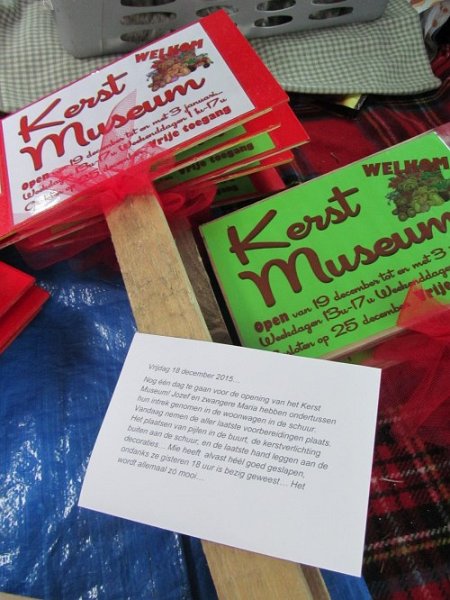 WELKOM
Kerst
Museum
Open van 19 december tot en met 3 januari...
Weekdagen 13u-17u Weekenddagen 11u-17u
25 Vrije toegang
Vrije toegang
WELKOM
Kerst
Museum
Open van 19 december tot en met 3
Weekdagen 13u-17u Weekenddagen
Gesloten op 25 december Vrije
Vrijdag 18 december 2015...
Nog één dag te gaan voor de opening van het Kerst
Museum! Jozef en zwangere Maria hebben ondertussen
hun intrek genomen in de woonwagen in de schuur.
Vandaag nemen de aller laatste voorbereidingen plaats.
Het plaatsen van pijlen in de buurt, de kerstverlichting
buiten aan de schuur, en de laatste hand leggen aan de
decoraties... Mie heeft alvast héél goed geslapen,
ondanks ze gisteren 18 uur is bezig geweest... Het
wordt allemaal zó mooi...